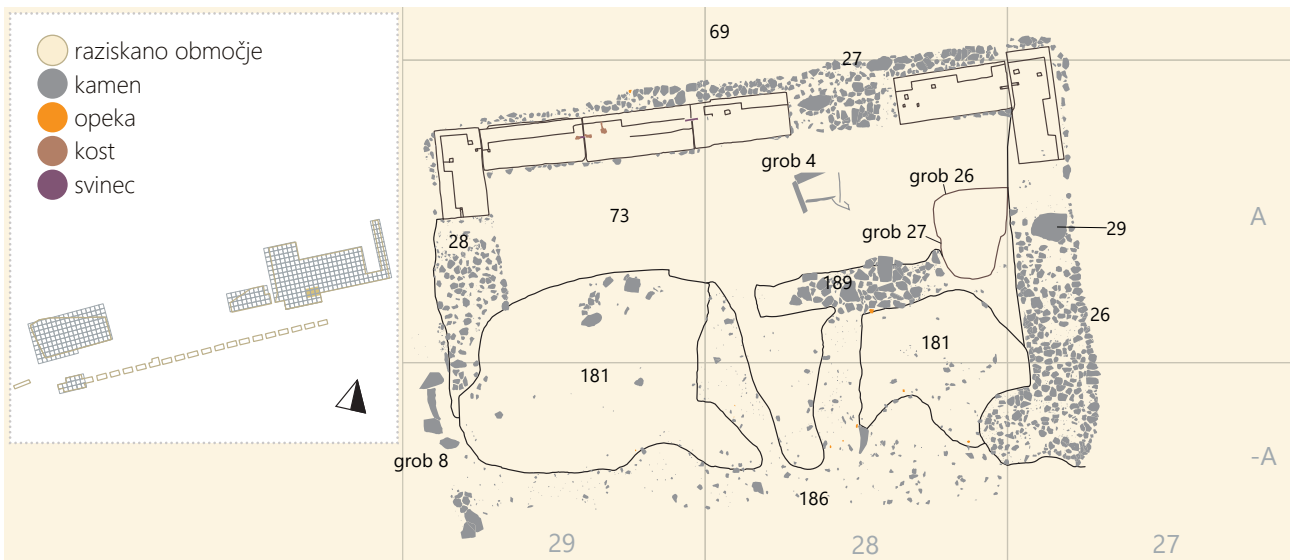 raziskano območje
kamen
opeka
kost
svinec
69
27
grob 4
grob 26
73
grob 27
A
28
29
189
26
181
181
grob 8
-A
186
29
28
27